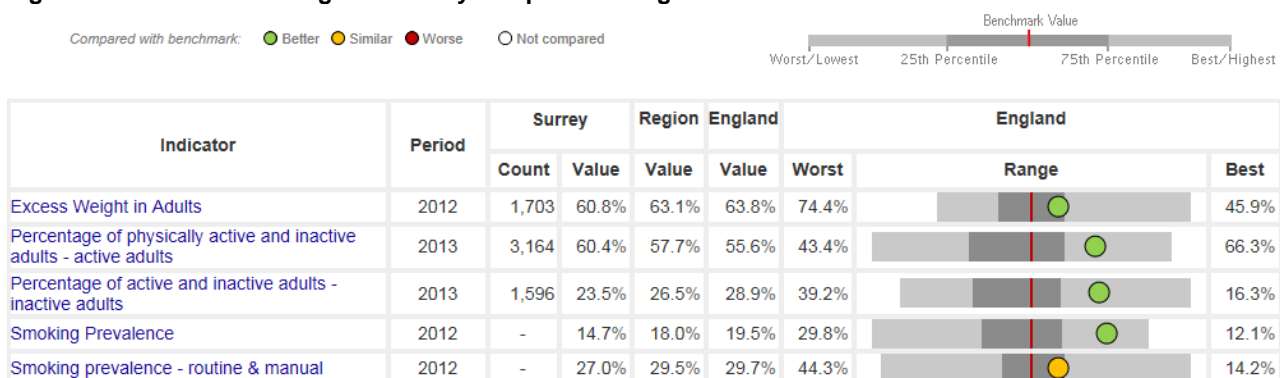 Compared with benchmark: Better Similar Worse Not compared
Benchmark Value
Worst/Lowest 25th Percentile 75th Percentile Best/Highest
Indicator Period Surrey Region England England
Count Value Value Value Worst Range Best
Excess Weight in Adults 2012 1,703 60.8% 63.1% 63.8% 74.4% 45.9%
Percentage of physically active and inactive
adults - active adults 2013 3,164 60.4% 57.7% 55.6% 43.4% 66.3%
Percentage of active and inactive adults -
inactive adults 2013 1,596 23.5% 26.5% 28.9% 39.2% 16.3%
Smoking Prevalence 2012 - 14.7% 18.0% 19.5% 29.8% 12.1%
Smoking prevalence - routine & manual 2012 - 27.0% 29.5% 29.7% 44.3% 14.2%